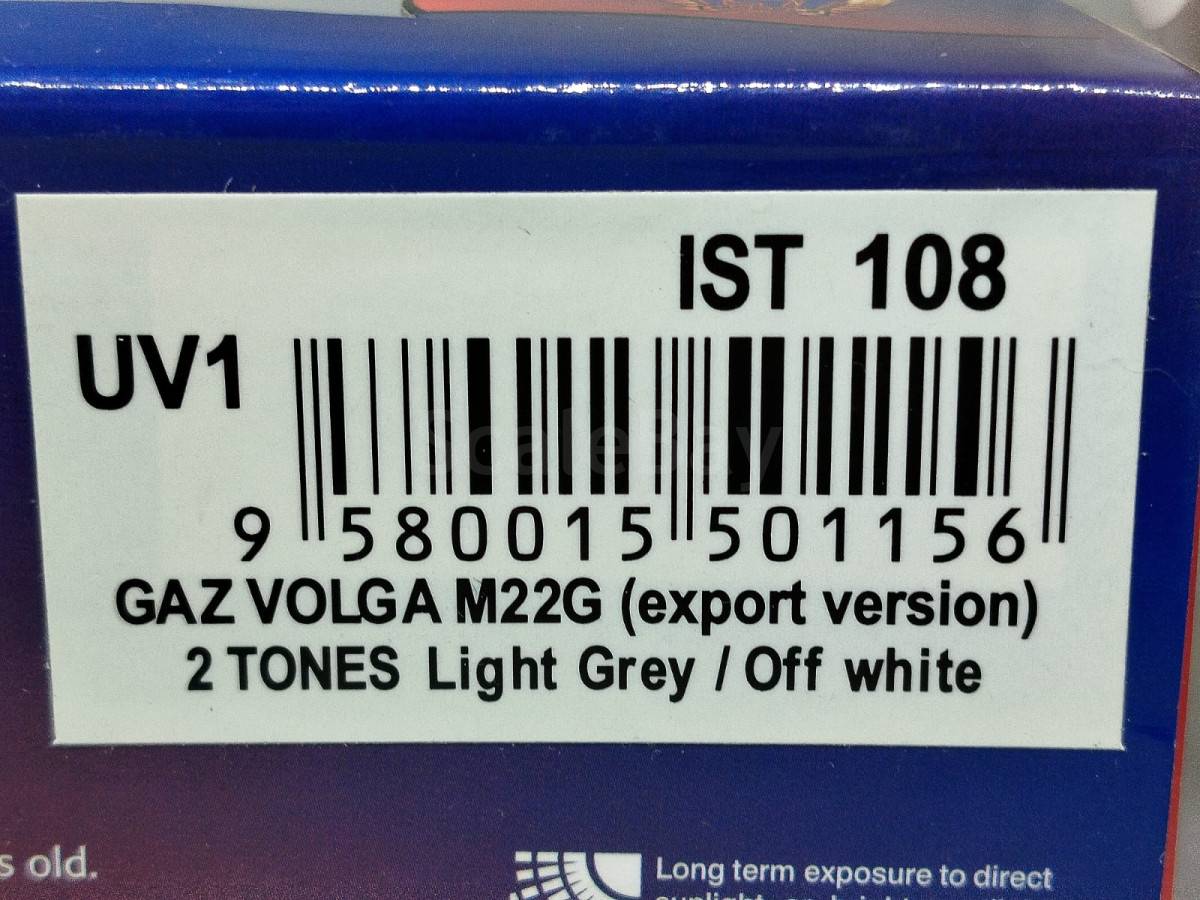 IST 108
UV1
ScaleBay
9 580015 501156
GAZ VOLGA M22G (export version)
2 TONES Light Grey / Off white
s old.
Long term exposure to direct